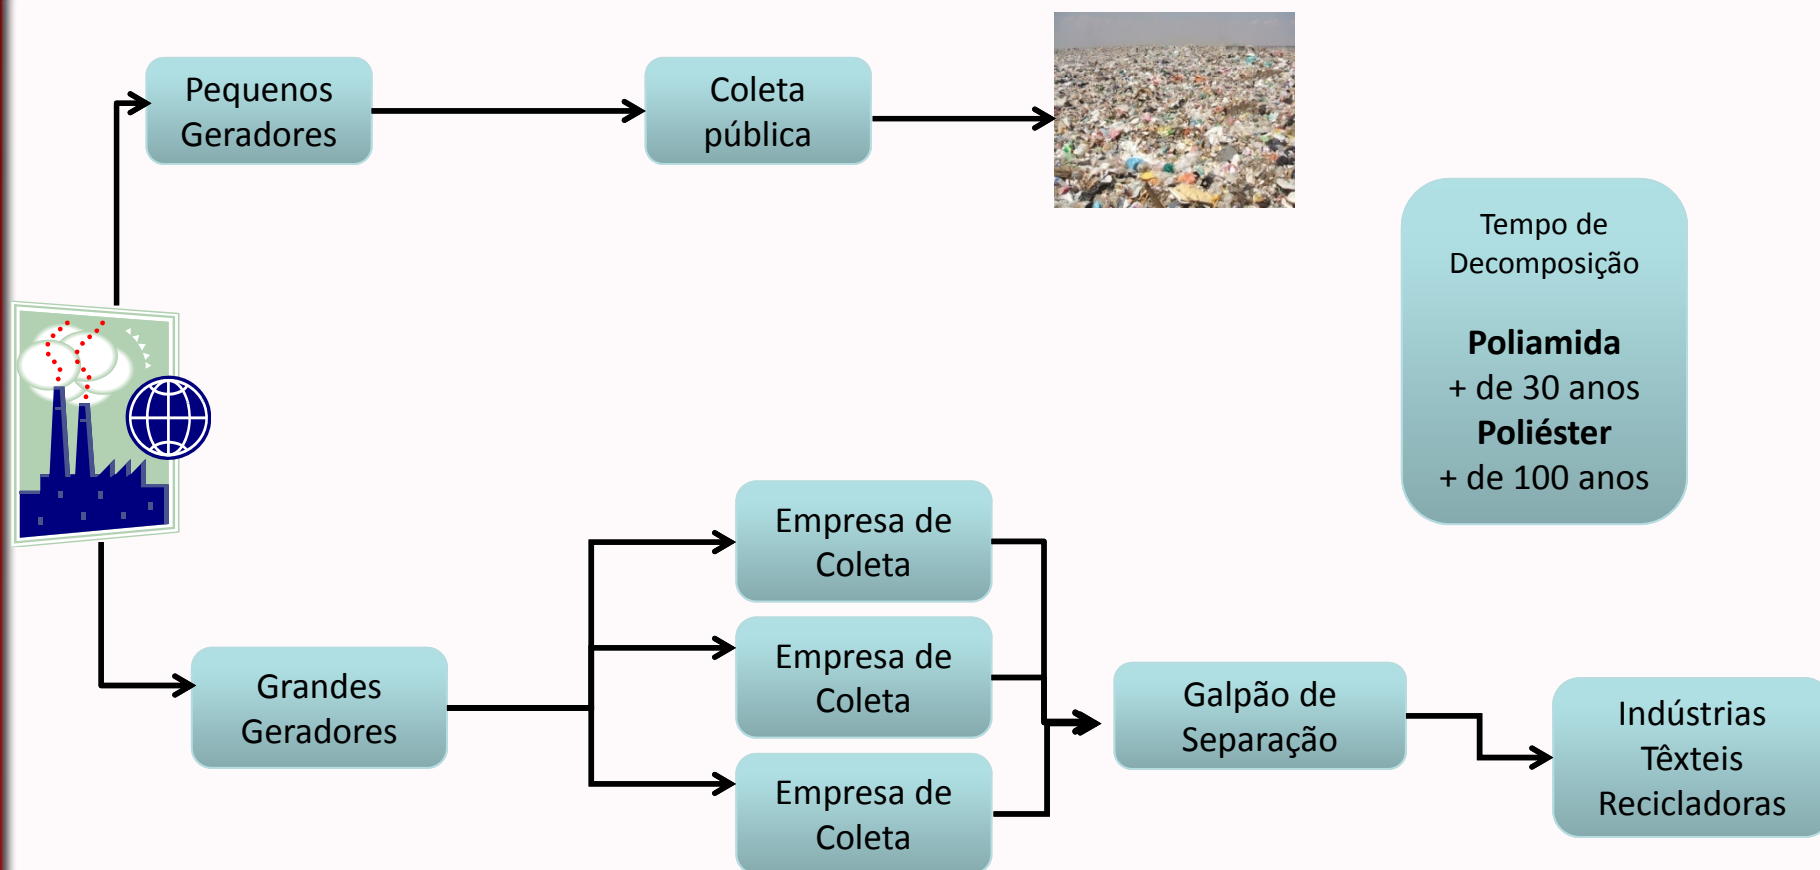 Pequenos
Geradores
Coleta
pública
Tempo de
Decomposição
Poliamida
+ de 30 anos
Poliéster
+ de 100 anos
Empresa de
Coleta
Empresa de
Coleta
Empresa de
Coleta
Grandes
Geradores
Galpão de
Separação
Indústrias
Têxteis
Recicladoras